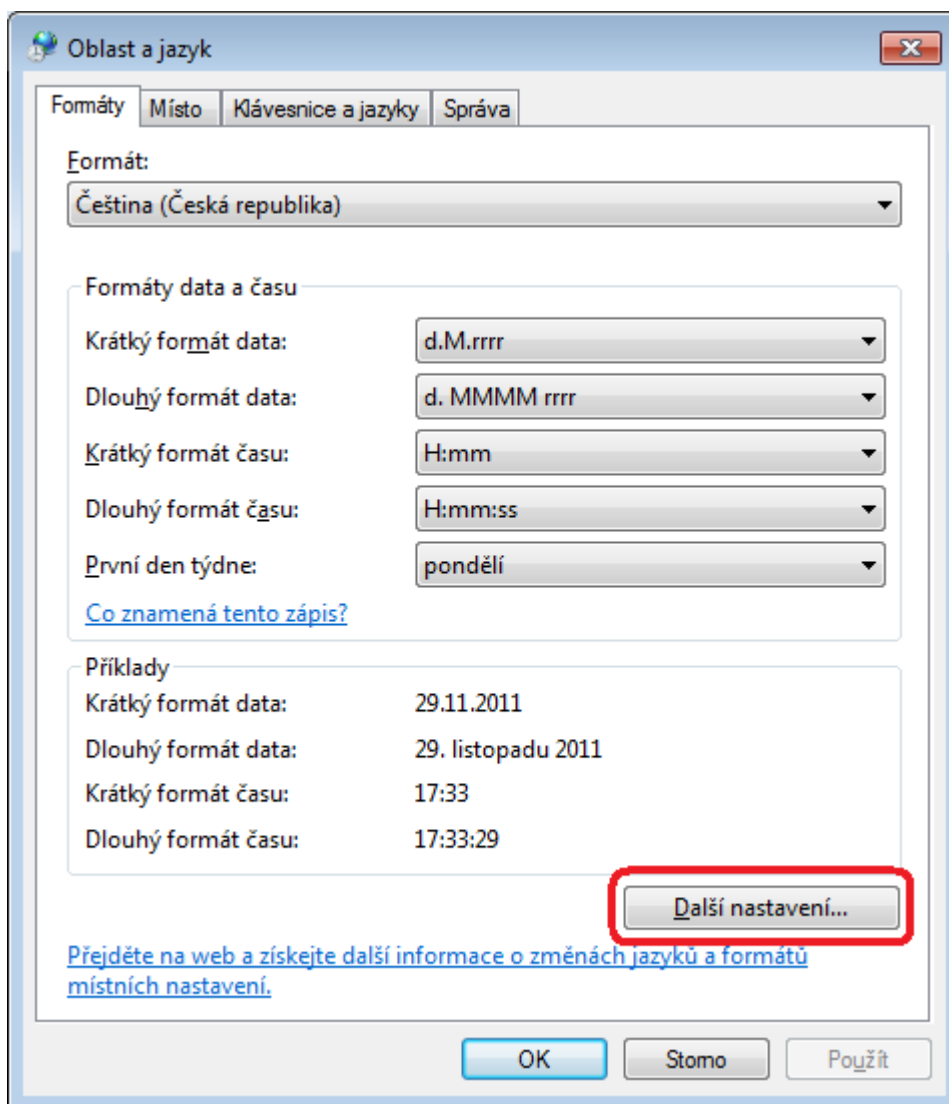 Oblast a jazyk
Formáty Místo Klávesnice a jazyky Správa
Formát:
Čeština (Česká republika)
Formáty data a času
Krátký formát data: d.M.rrrr
Dlouhý formát data: d. MMMM rrrr
Krátký formát času: H:mm
Dlouhý formát času: H:mm:ss
První den týdne: pondělí
Co znamená tento zápis?
Příklady
Krátký formát data: 29.11.2011
Dlouhý formát data: 29. listopadu 2011
Krátký formát času: 17:33
Dlouhý formát času: 17:33:29
Další nastavení...
Přejděte na web a získejte další informace o změnách jazyků a formátů
místních nastavení.
OK Storno Použít